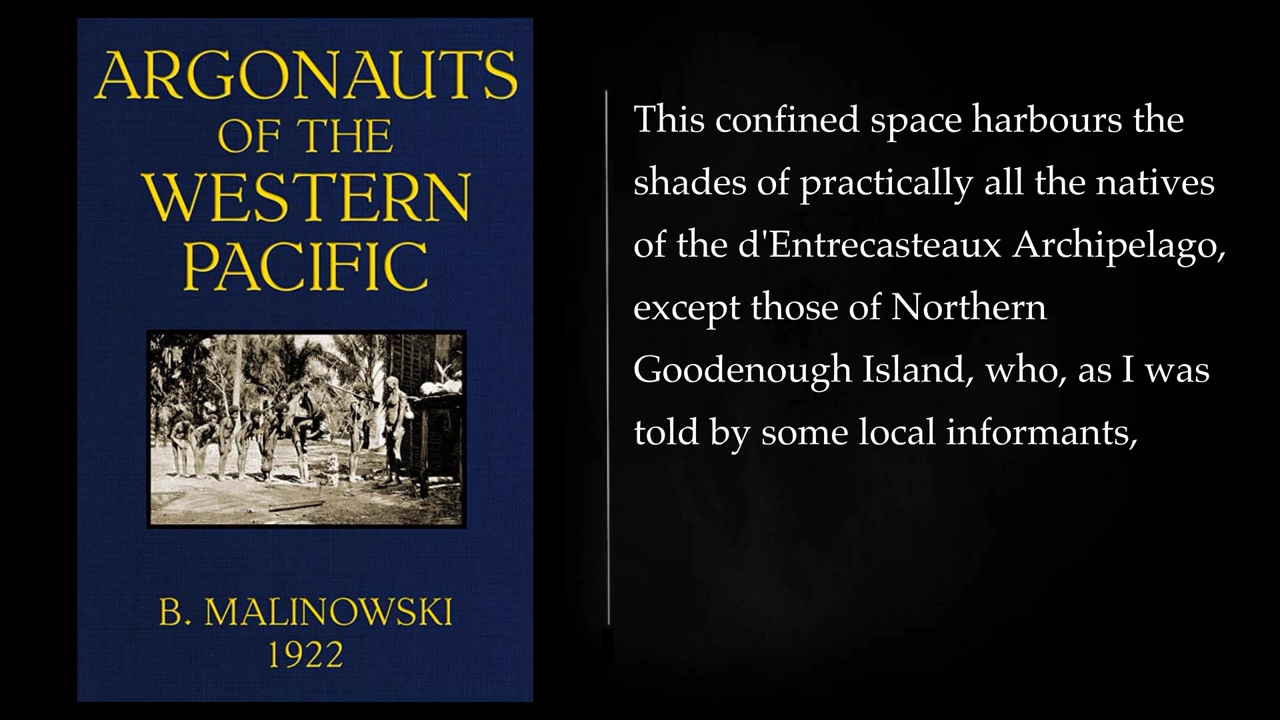 ARGONAUTS
OF THE
WESTERN
PACIFIC
B. MALINOWSKI
1922
This confined space harbours the
shades of practically all the natives
of the d'Entrecasteaux Archipelago,
except those of Northern
Goodenough Island, who, as I was
told by some local informants,